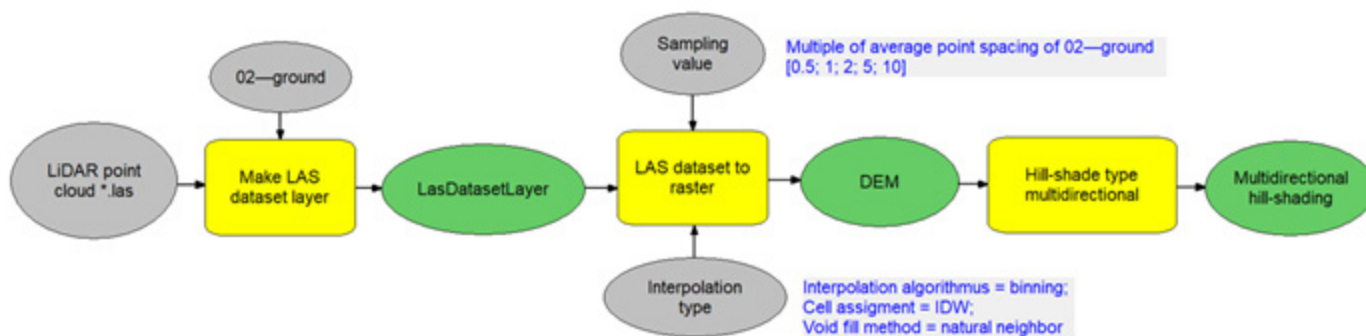 Sampling
value
Multiple of average point spacing of 02—ground
[0.5; 1; 2; 5; 10]
02—ground
LiDAR point
cloud *.las
Make LAS
dataset layer
LasDatasetLayer
LAS dataset to
raster
DEM
Hill-shade type
multidirectional
Multidirectional
hill-shading
Interpolation
type
Interpolation algorithmus = binning;
Cell assigment = IDW;
Void fill method = natural neighbor